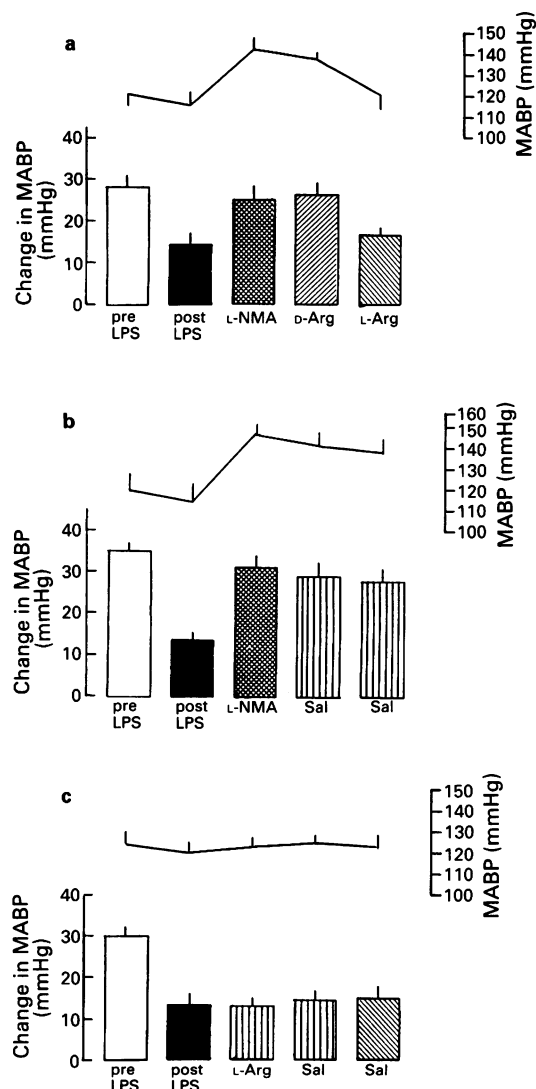 a
150
140
130
120
110
100
MABP (mmHg)
40
30
20
10
0
Change in MABP
(mmHg)
pre
LPS
post
LPS
L-NMA
D-Arg
L-Arg
b
160
150
140
120
110
100
MABP (mmHg)
40
30
20
10
0
Change in MABP
(mmHg)
pre
LPS
post
LPS
L-NMA
Sal
Sal
c
150
140
130
120
110
100
MABP (mmHg)
40
30
20
10
0
Change in MABP
(mmHg)
pre
LPS
post
LPS
L-Arg
Sal
Sal